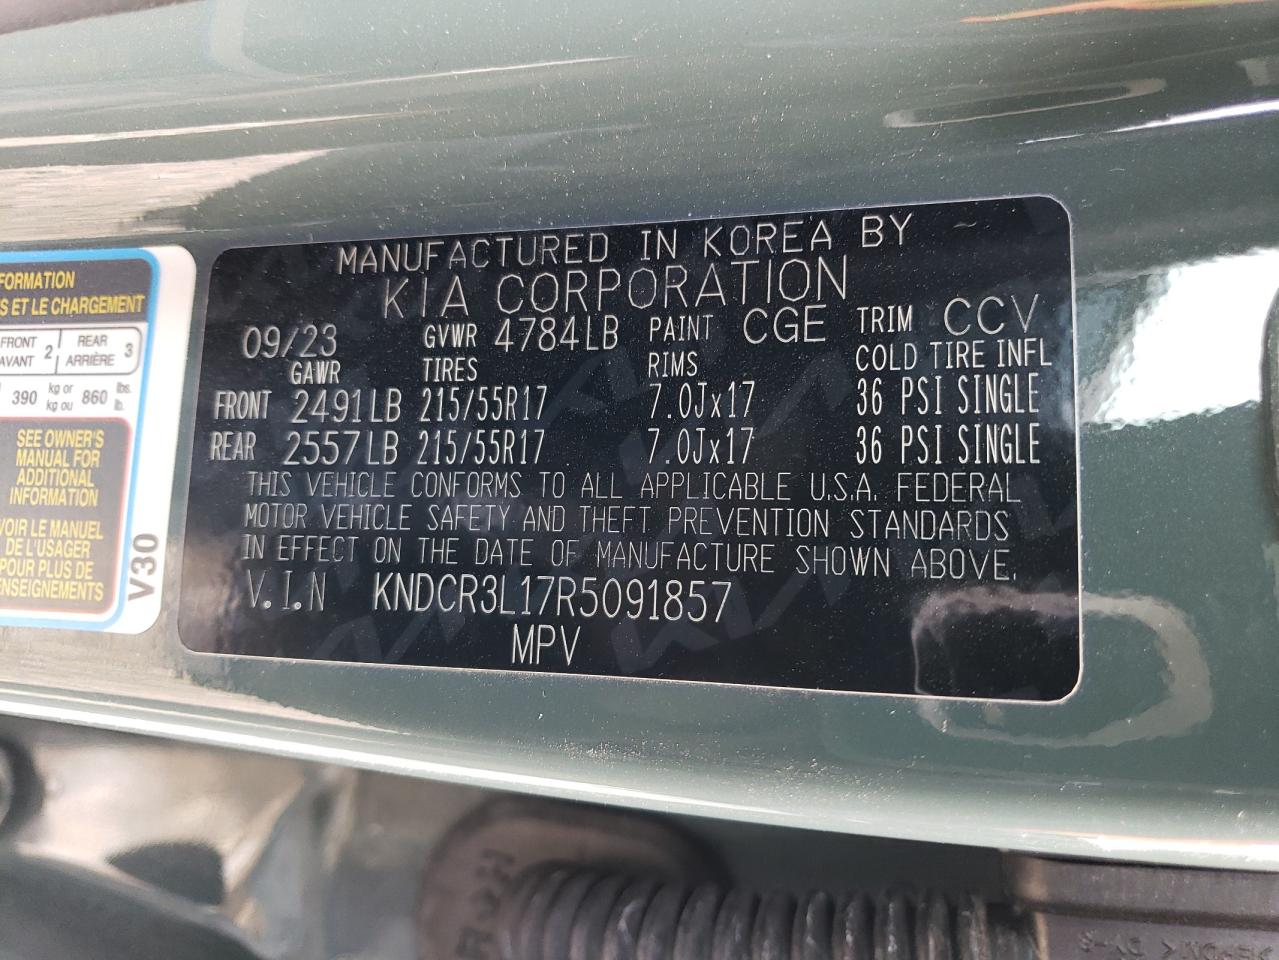 MANUFACTURED IN KOREA BY
KIA CORPORATION
09/23 GVWR 4784LB PAINT CGE TRIM CCV
GAWR TIRES RIMS COLD TIRE INFL
FRONT 2491LB 215/55R17 7.0Jx17 36 PSI SINGLE
REAR 2557LB 215/55R17 7.0Jx17 36 PSI SINGLE
THIS VEHICLE CONFORMS TO ALL APPLICABLE U.S.A. FEDERAL
MOTOR VEHICLE SAFETY AND THEFT PREVENTION STANDARDS
IN EFFECT ON THE DATE OF MANUFACTURE SHOWN ABOVE.
V.I.N KNDCR3L17R5091857
MPV
ET LE CHARGEMENT
FRONT 2 REAR 3
ARRIÈRE
390 kg or 860 lbs.
kg ou lb.
SEE OWNER'S
MANUAL FOR
ADDITIONAL
INFORMATION
VOIR LE MANUEL
DE L'USAGER
POUR PLUS DE
V30